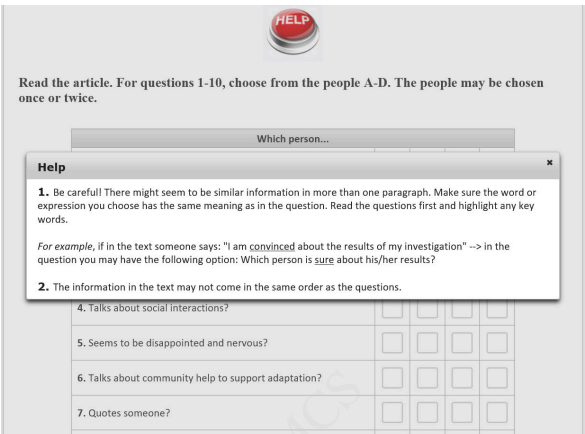 HELP
Read the article. For questions 1-10, choose from the people A-D. The people may be chosen
once or twice.
Which person...
Help ×
1. Be careful! There might seem to be similar information in more than one paragraph. Make sure the word or
expression you choose has the same meaning as in the question. Read the questions first and highlight any key
words.
For example, if in the text someone says: "I am convinced about the results of my investigation" --> in the
question you may have the following option: Which person is sure about his/her results?
2. The information in the text may not come in the same order as the questions.
4. Talks about social interactions?
5. Seems to be disappointed and nervous?
6. Talks about community help to support adaptation?
7. Quotes someone?